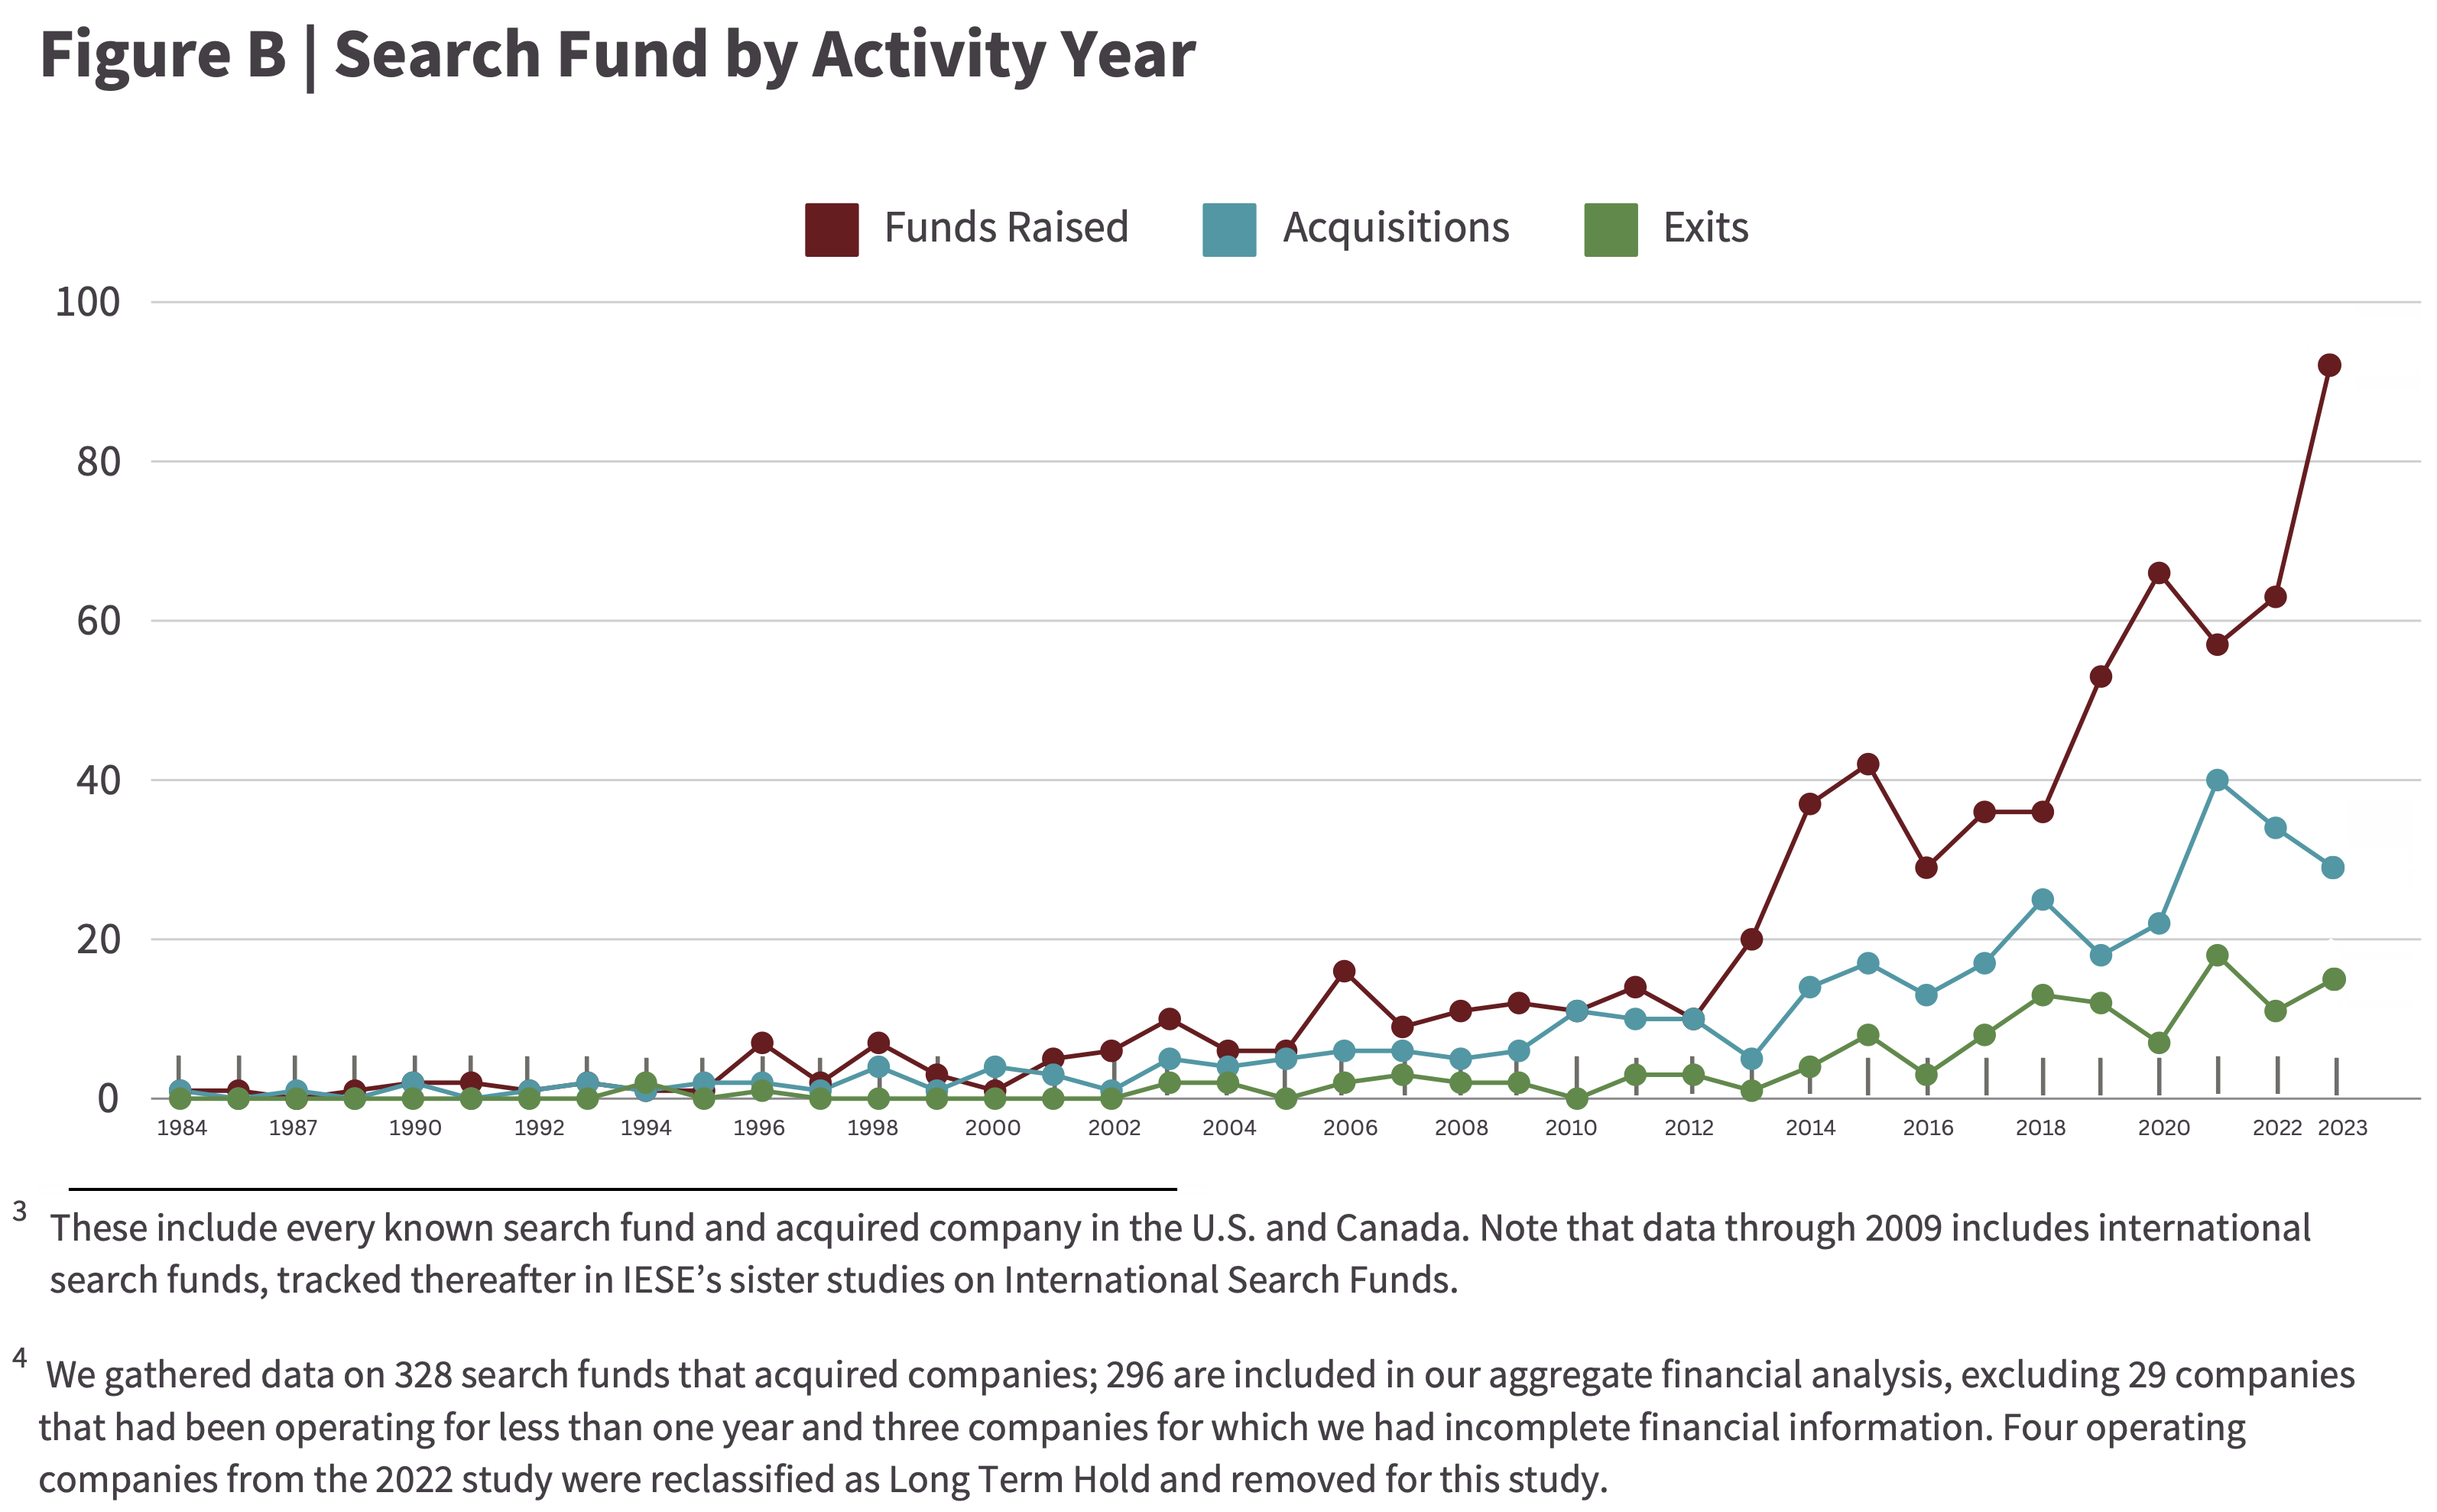 Figure B | Search Fund by Activity Year
Funds Raised Acquisitions Exits
100
80
60
40
20
0
1984 1987 1990 1992 1994 1996 1998 2000 2002 2004 2006 2008 2010 2012 2014 2016 2018 2020 2022 2023
3 These include every known search fund and acquired company in the U.S. and Canada. Note that data through 2009 includes international
search funds, tracked thereafter in IESE’s sister studies on International Search Funds.
4 We gathered data on 328 search funds that acquired companies; 296 are included in our aggregate financial analysis, excluding 29 companies
that had been operating for less than one year and three companies for which we had incomplete financial information. Four operating
companies from the 2022 study were reclassified as Long Term Hold and removed for this study.